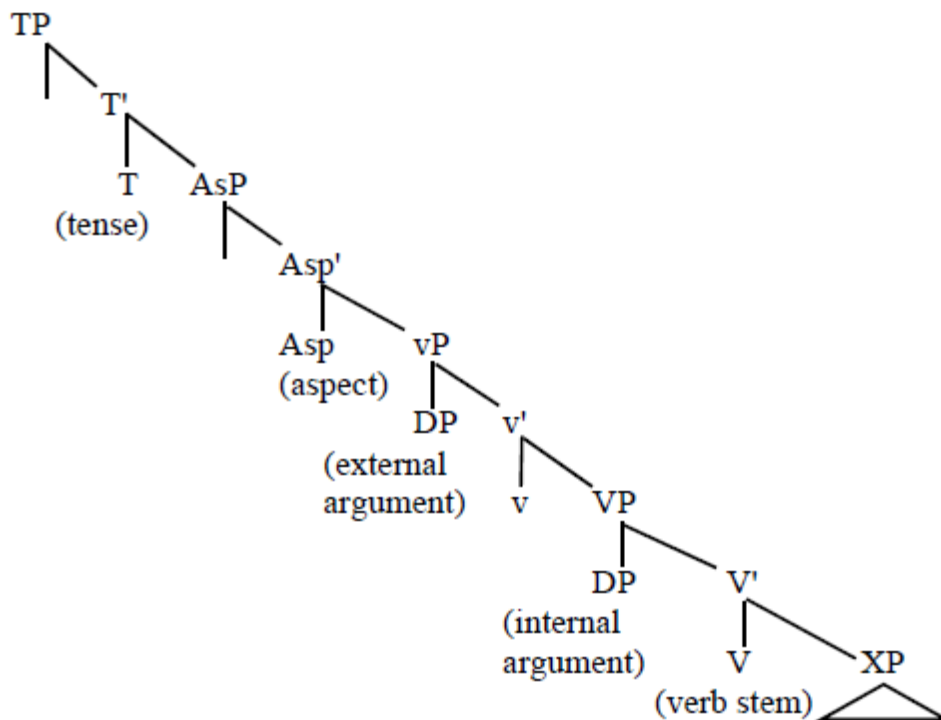 TP
T'
T AsP
(tense)
Asp'
Asp vP
(aspect)
DP v'
(external
argument) v VP
DP V'
(internal
argument) V XP
(verb stem)